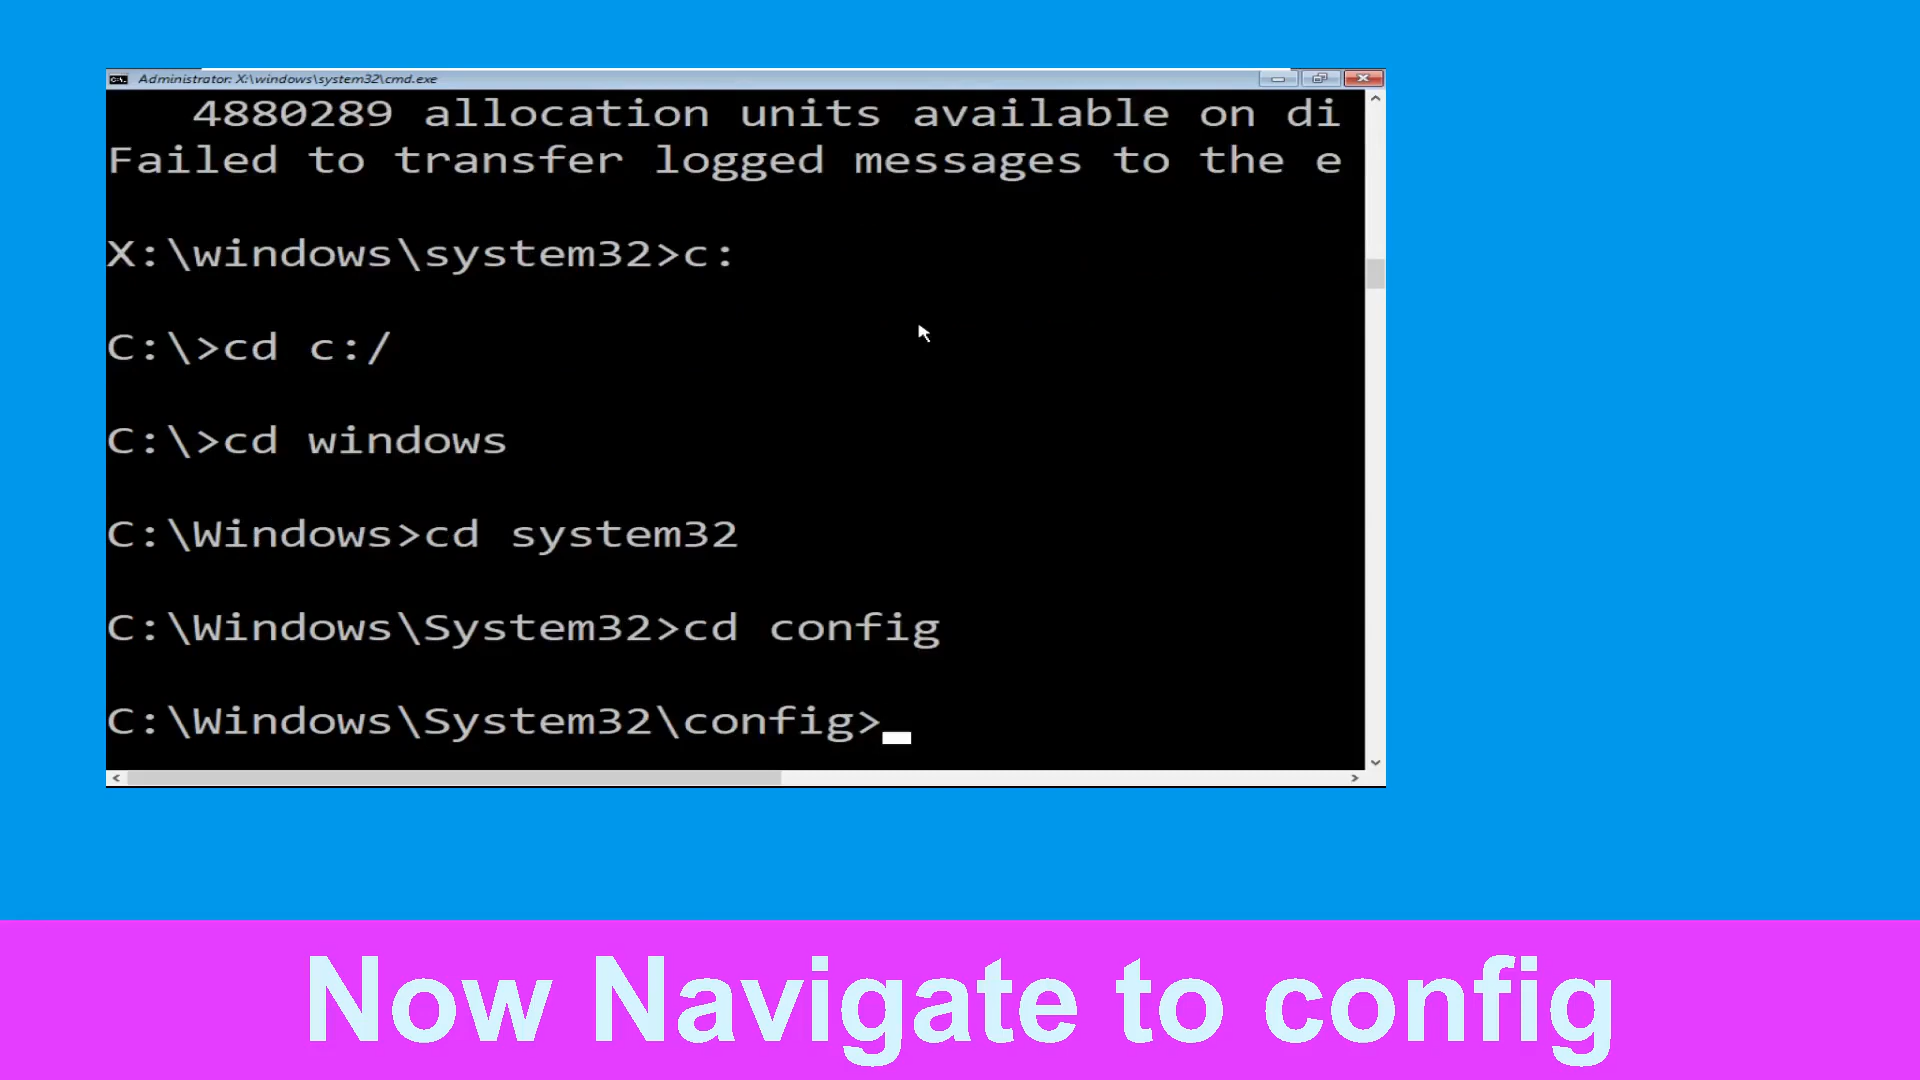 Administrator: X:\windows\system32\cmd.exe
4880289 allocation units available on di
Failed to transfer logged messages to the e
X:\windows\system32>c:
C:\>cd c:/
C:\>cd windows
C:\Windows>cd system32
C:\Windows\System32>cd config
C:\Windows\System32\config>
Now Navigate to config